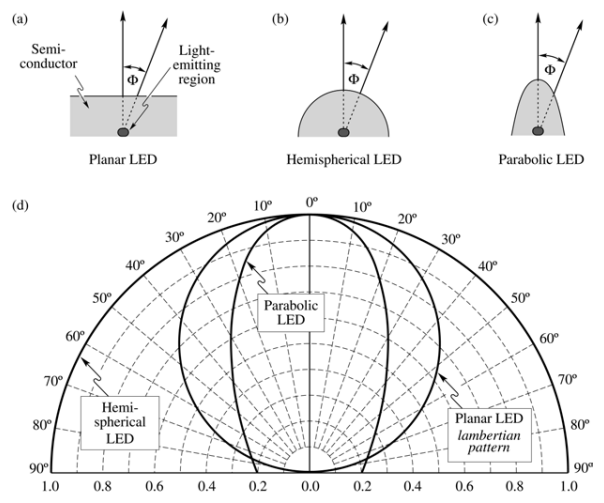 (a)
Semi-
conductor
Light-
emitting
region
Φ
Planar LED
(b)
Φ
Hemispherical LED
(c)
Φ
Parabolic LED
(d)
0º
10º
10º
20º
20º
30º
30º
40º
40º
50º
50º
60º
60º
70º
70º
80º
80º
90º
90º
Parabolic
LED
Hemi-
spherical
LED
Planar LED
lambertian
pattern
1.0 0.8 0.6 0.4 0.2 0.0 0.2 0.4 0.6 0.8 1.0